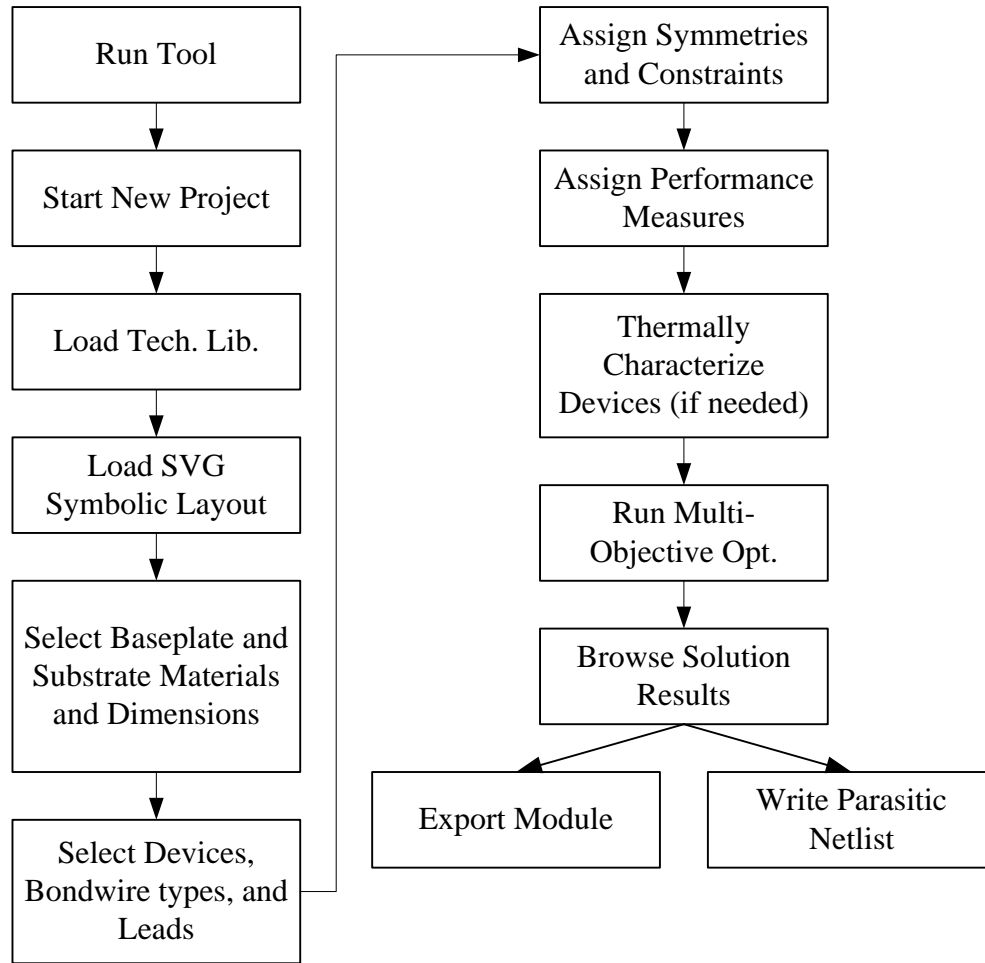 Run Tool
Start New Project
Load Tech. Lib.
Load SVG
Symbolic Layout
Select Baseplate and
Substrate Materials
and Dimensions
Select Devices,
Bondwire types, and
Leads
Assign Symmetries
and Constraints
Assign Performance
Measures
Thermally
Characterize
Devices (if needed)
Run Multi-
Objective Opt.
Browse Solution
Results
Export Module
Write Parasitic
Netlist